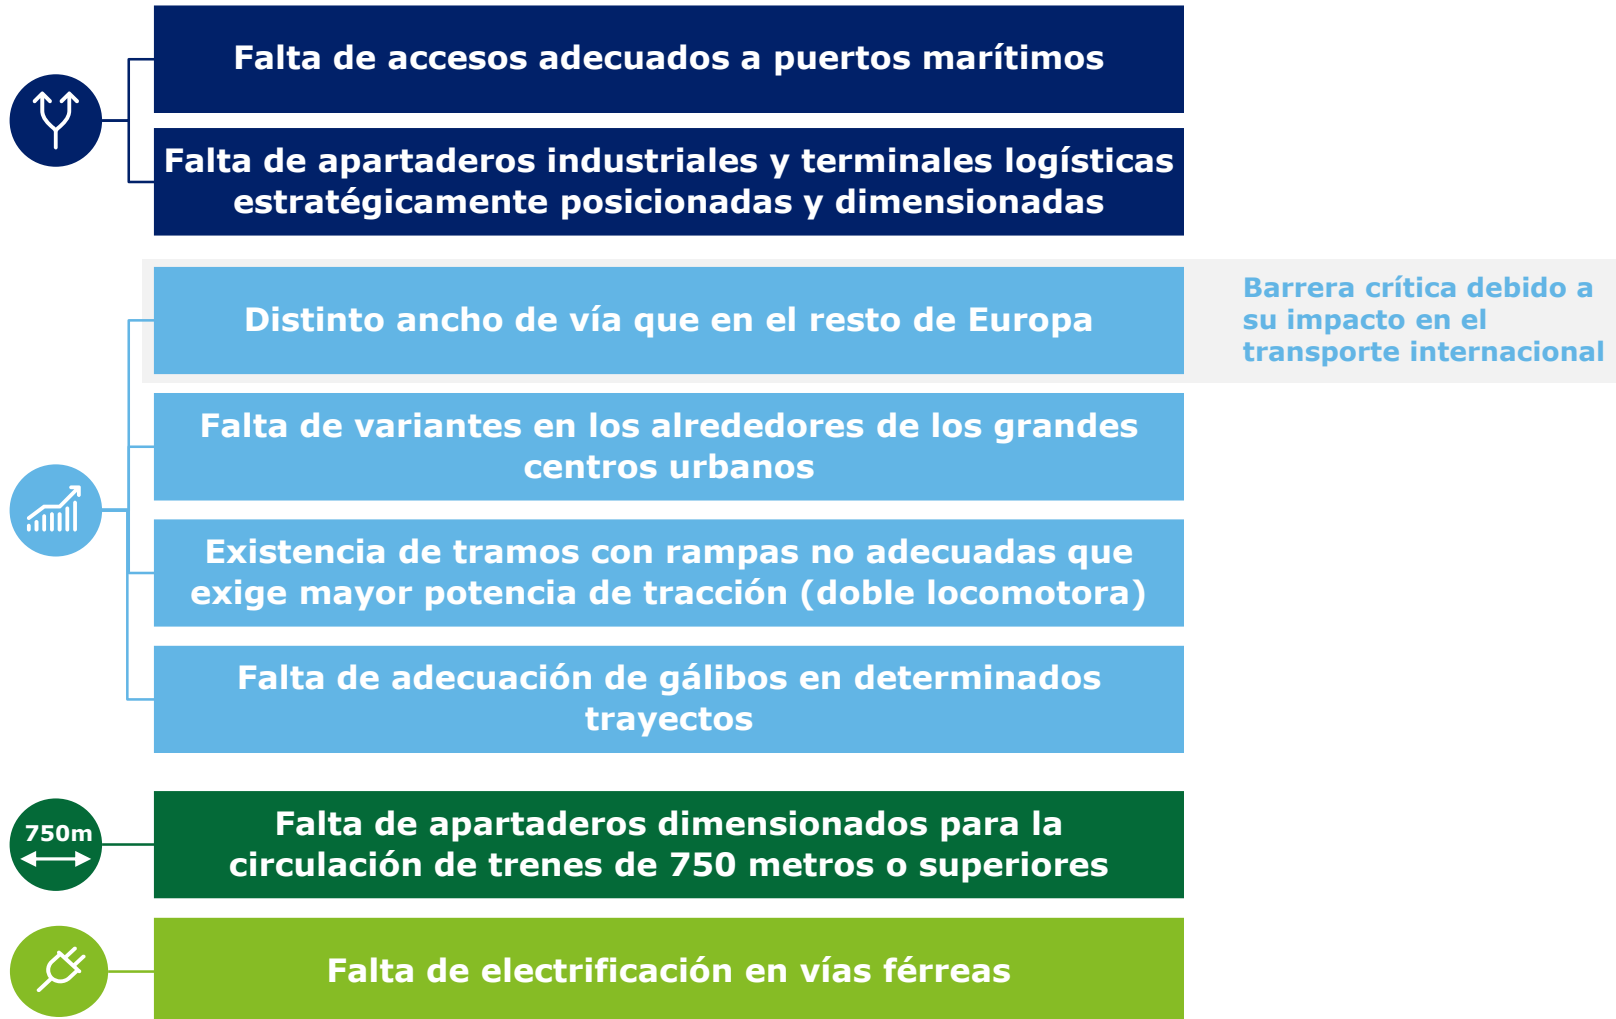 Falta de accesos adecuados a puertos marítimos
Falta de apartaderos industriales y terminales logísticas
estratégicamente posicionadas y dimensionadas
Distinto ancho de vía que en el resto de Europa
Barrera crítica debido a
su impacto en el
transporte internacional
Falta de variantes en los alrededores de los grandes
centros urbanos
Existencia de tramos con rampas no adecuadas que
exige mayor potencia de tracción (doble locomotora)
Falta de adecuación de gálibos en determinados
trayectos
750m
Falta de apartaderos dimensionados para la
circulación de trenes de 750 metros o superiores
Falta de electrificación en vías férreas